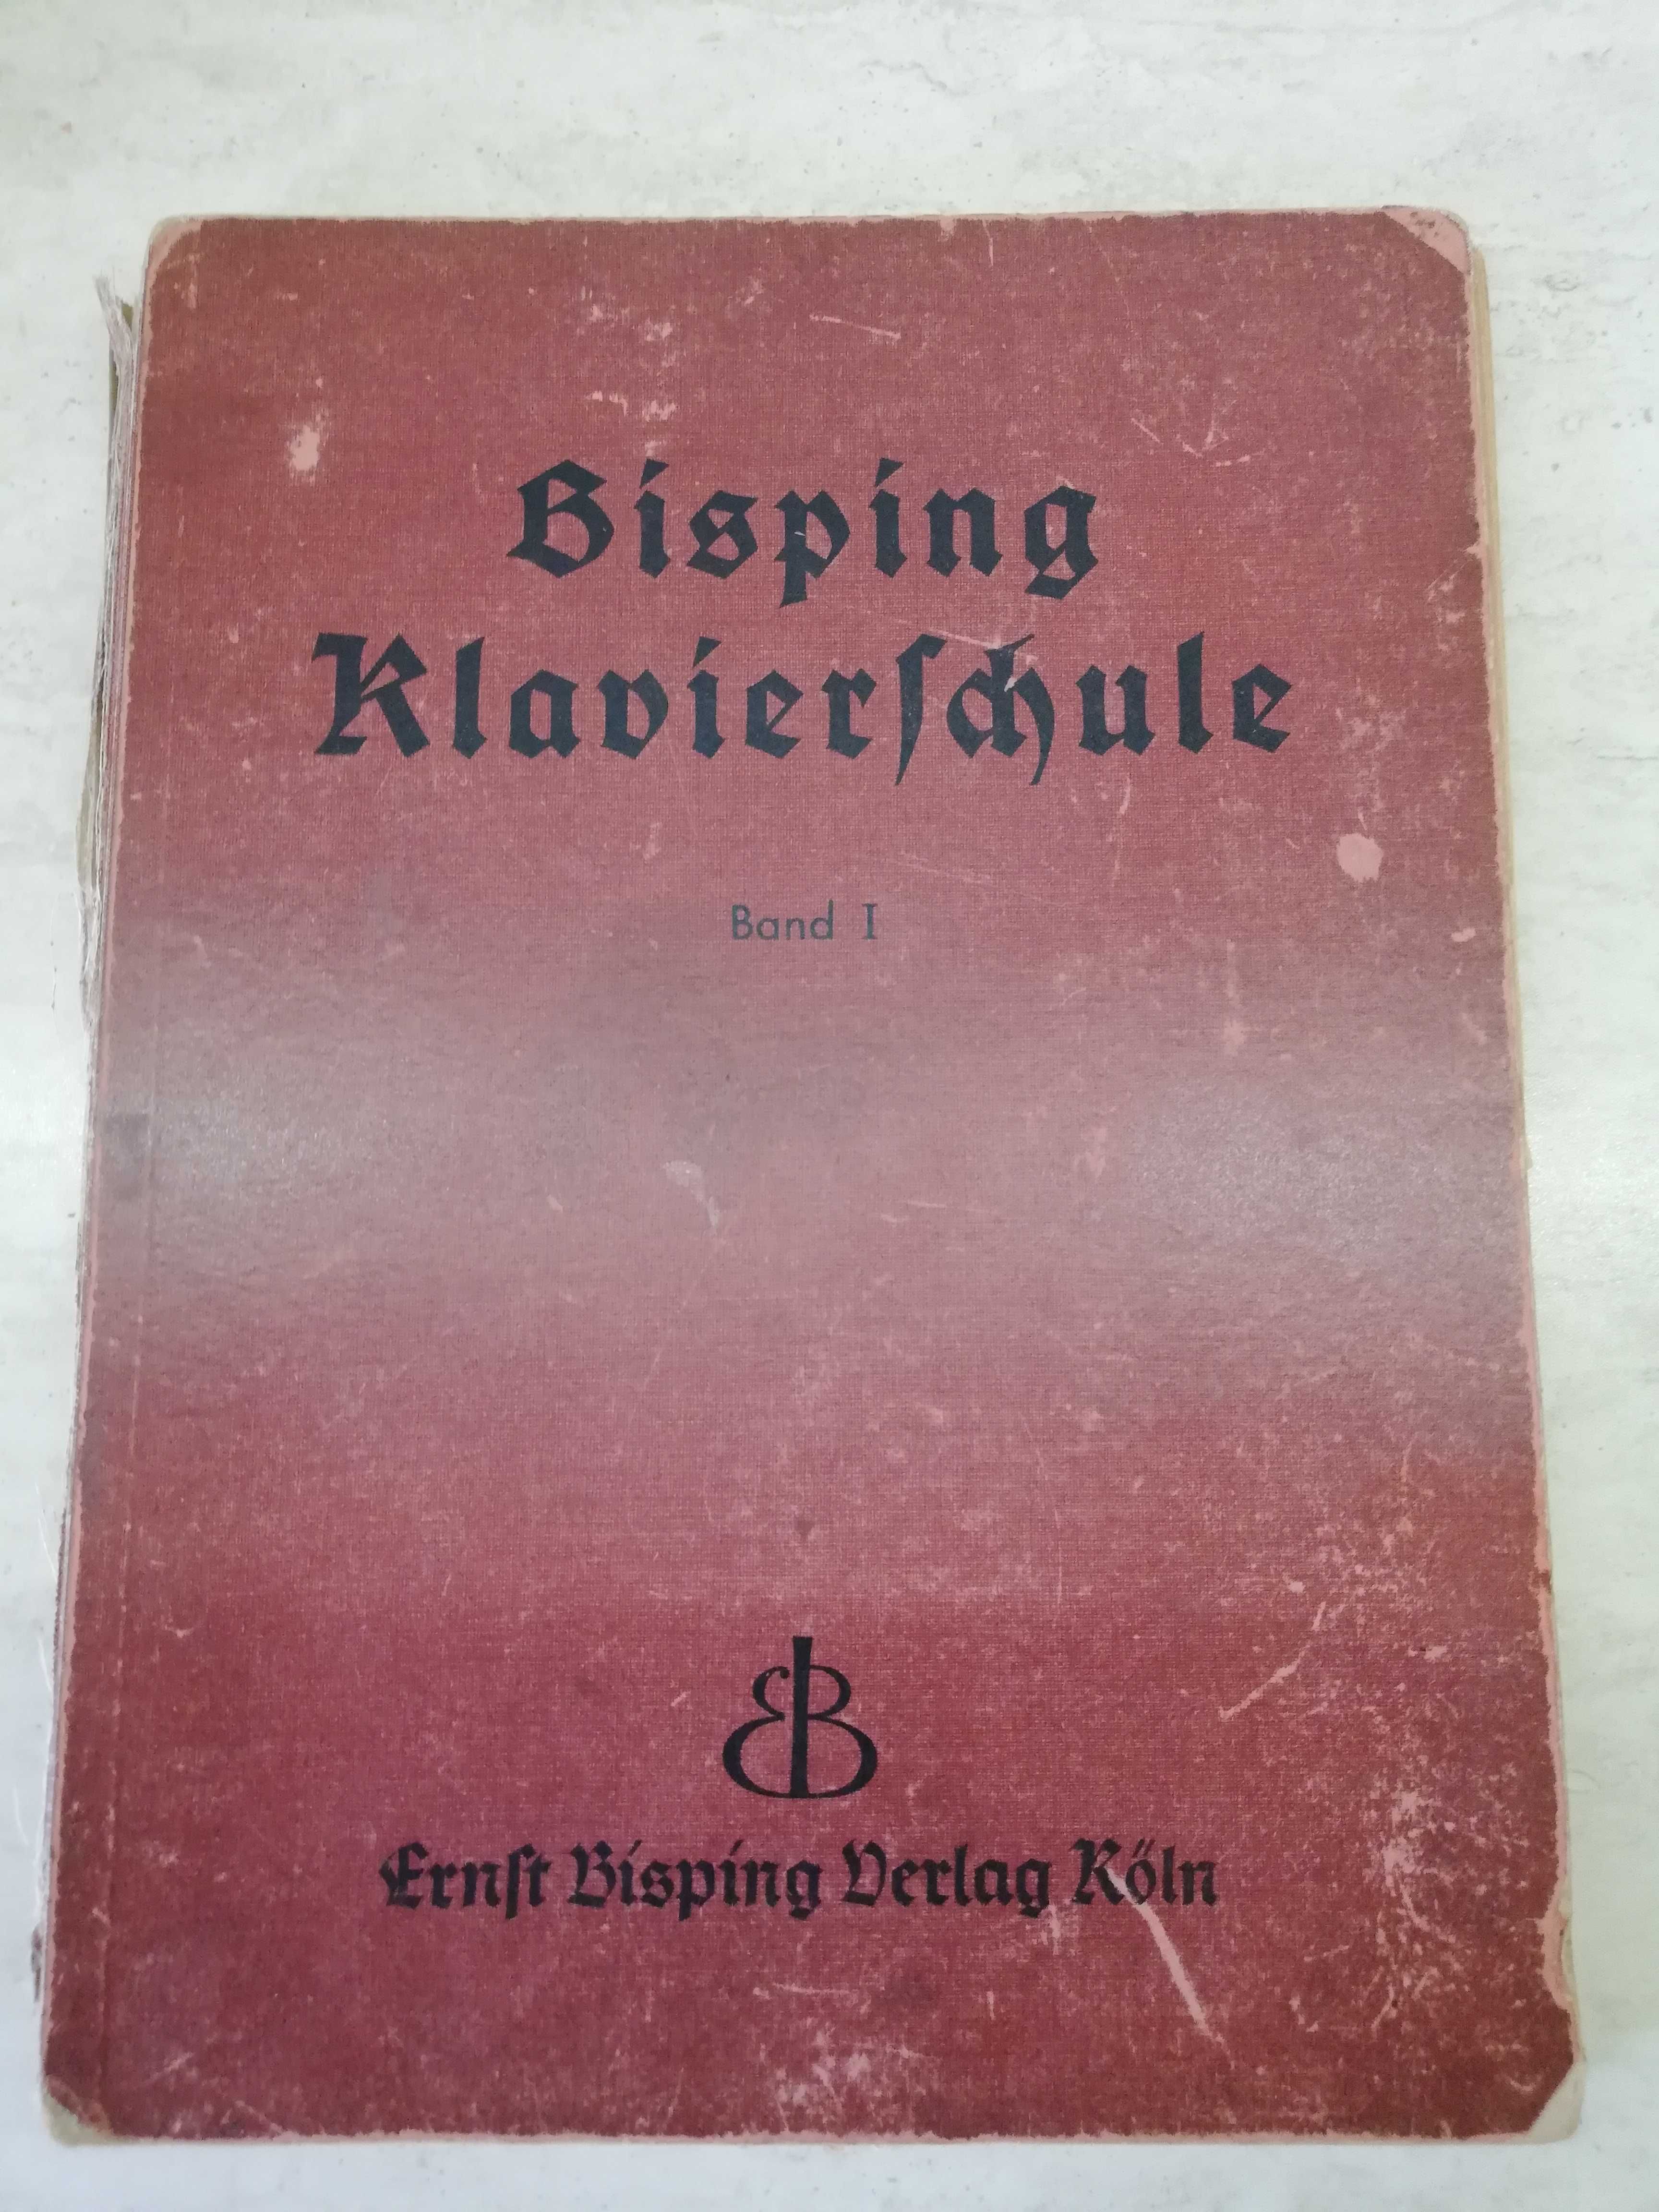 Bisping
Klavierſchule
Band I
EB
Ernſt Bisping Verlag Köln